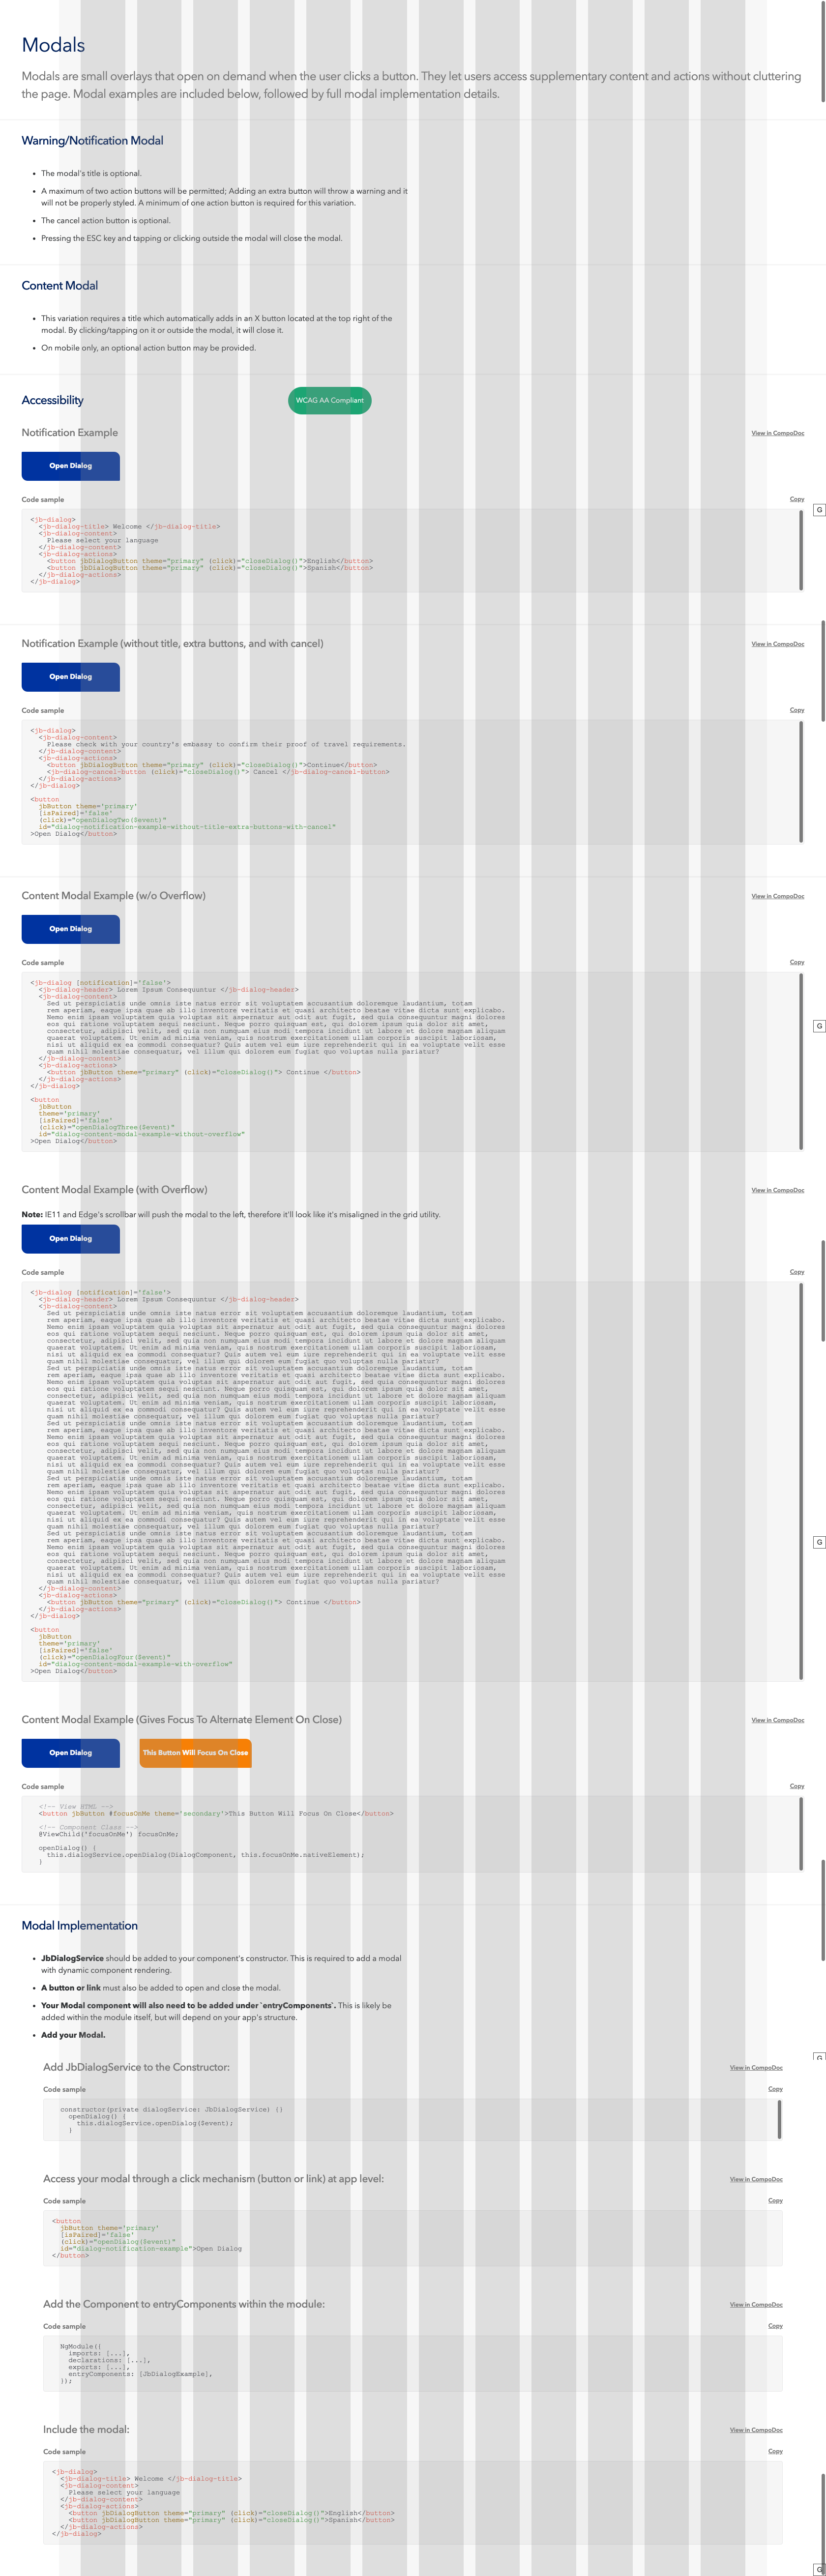 Modals
Modals are small overlays that open on demand when the user clicks a button. They let users access supplementary content and actions without cluttering
the page. Modal examples are included below, followed by full modal implementation details.
Warning/Notification Modal
• The modal's title is optional.
• A maximum of two action buttons will be permitted; Adding an extra button will throw a warning and it
will not be properly styled. A minimum of one action button is required for this variation.
• The cancel action button is optional.
• Pressing the ESC key and tapping or clicking outside the modal will close the modal.
Content Modal
• This variation requires a title which automatically adds in an X button located at the top right of the
modal. By clicking/tapping on it or outside the modal, it will close it.
• On mobile only, an optional action button may be provided.
Accessibility
WCAG AA Compliant
Notification Example
View in CompoDoc
Open Dialog
Code sample
Copy
G
<jb-dialog>
<jb-dialog-title> Welcome </jb-dialog-title>
<jb-dialog-content>
Please select your language
</jb-dialog-content>
<jb-dialog-actions>
<button jbDialogButton theme="primary" (click)="closeDialog()">English</button>
<button jbDialogButton theme="primary" (click)="closeDialog()">Spanish</button>
</jb-dialog-actions>
</jb-dialog>
Notification Example (without title, extra buttons, and with cancel)
View in CompoDoc
Open Dialog
Code sample
Copy
<jb-dialog>
<jb-dialog-content>
Please check with your country's embassy to confirm their proof of travel requirements.
</jb-dialog-content>
<jb-dialog-actions>
<button jbDialogButton theme="primary" (click)="closeDialog()">Continue</button>
<jb-dialog-cancel-button (click)="closeDialog()"> Cancel </jb-dialog-cancel-button>
</jb-dialog-actions>
</jb-dialog>
<button
jbButton theme='primary'
[isPaired]='false'
(click)="openDialogTwo($event)"
id="dialog-notification-example-without-title-extra-buttons-with-cancel"
>Open Dialog</button>
Content Modal Example (w/o Overflow)
View in CompoDoc
Open Dialog
Code sample
Copy
<jb-dialog [notification]='false'>
<jb-dialog-header> Lorem Ipsum Consequuntur </jb-dialog-header>
<jb-dialog-content>
Sed ut perspiciatis unde omnis iste natus error sit voluptatem accusantium doloremque laudantium, totam
rem aperiam, eaque ipsa quae ab illo inventore veritatis et quasi architecto beatae vitae dicta sunt explicabo.
Nemo enim ipsam voluptatem quia voluptas sit aspernatur aut odit aut fugit, sed quia consequuntur magni dolores
eos qui ratione voluptatem sequi nesciunt. Neque porro quisquam est, qui dolorem ipsum quia dolor sit amet,
consectetur, adipisci velit, sed quia non numquam eius modi tempora incidunt ut labore et dolore magnam aliquam
quaerat voluptatem. Ut enim ad minima veniam, quis nostrum exercitationem ullam corporis suscipit laboriosam,
nisi ut aliquid ex ea commodi consequatur? Quis autem vel eum iure reprehenderit qui in ea voluptate velit esse
quam nihil molestiae consequatur, vel illum qui dolorem eum fugiat quo voluptas nulla pariatur?
</jb-dialog-content>
<jb-dialog-actions>
<button jbButton theme="primary" (click)="closeDialog()"> Continue </button>
</jb-dialog-actions>
</jb-dialog>
G
<button
jbButton
theme='primary'
[isPaired]='false'
(click)="openDialogThree($event)"
id="dialog-content-modal-example-without-overflow"
>Open Dialog</button>
Content Modal Example (with Overflow)
View in CompoDoc
Note: IE11 and Edge's scrollbar will push the modal to the left, therefore it'll look like it's misaligned in the grid utility.
Open Dialog
Code sample
Copy
<jb-dialog [notification]='false'>
<jb-dialog-header> Lorem Ipsum Consequuntur </jb-dialog-header>
<jb-dialog-content>
Sed ut perspiciatis unde omnis iste natus error sit voluptatem accusantium doloremque laudantium, totam
rem aperiam, eaque ipsa quae ab illo inventore veritatis et quasi architecto beatae vitae dicta sunt explicabo.
Nemo enim ipsam voluptatem quia voluptas sit aspernatur aut odit aut fugit, sed quia consequuntur magni dolores
eos qui ratione voluptatem sequi nesciunt. Neque porro quisquam est, qui dolorem ipsum quia dolor sit amet,
consectetur, adipisci velit, sed quia non numquam eius modi tempora incidunt ut labore et dolore magnam aliquam
quaerat voluptatem. Ut enim ad minima veniam, quis nostrum exercitationem ullam corporis suscipit laboriosam,
nisi ut aliquid ex ea commodi consequatur? Quis autem vel eum iure reprehenderit qui in ea voluptate velit esse
quam nihil molestiae consequatur, vel illum qui dolorem eum fugiat quo voluptas nulla pariatur?
Sed ut perspiciatis unde omnis iste natus error sit voluptatem accusantium doloremque laudantium, totam
rem aperiam, eaque ipsa quae ab illo inventore veritatis et quasi architecto beatae vitae dicta sunt explicabo.
Nemo enim ipsam voluptatem quia voluptas sit aspernatur aut odit aut fugit, sed quia consequuntur magni dolores
eos qui ratione voluptatem sequi nesciunt. Neque porro quisquam est, qui dolorem ipsum quia dolor sit amet,
consectetur, adipisci velit, sed quia non numquam eius modi tempora incidunt ut labore et dolore magnam aliquam
quaerat voluptatem. Ut enim ad minima veniam, quis nostrum exercitationem ullam corporis suscipit laboriosam,
nisi ut aliquid ex ea commodi consequatur? Quis autem vel eum iure reprehenderit qui in ea voluptate velit esse
quam nihil molestiae consequatur, vel illum qui dolorem eum fugiat quo voluptas nulla pariatur?
Sed ut perspiciatis unde omnis iste natus error sit voluptatem accusantium doloremque laudantium, totam
rem aperiam, eaque ipsa quae ab illo inventore veritatis et quasi architecto beatae vitae dicta sunt explicabo.
Nemo enim ipsam voluptatem quia voluptas sit aspernatur aut odit aut fugit, sed quia consequuntur magni dolores
eos qui ratione voluptatem sequi nesciunt. Neque porro quisquam est, qui dolorem ipsum quia dolor sit amet,
consectetur, adipisci velit, sed quia non numquam eius modi tempora incidunt ut labore et dolore magnam aliquam
quaerat voluptatem. Ut enim ad minima veniam, quis nostrum exercitationem ullam corporis suscipit laboriosam,
nisi ut aliquid ex ea commodi consequatur? Quis autem vel eum iure reprehenderit qui in ea voluptate velit esse
quam nihil molestiae consequatur, vel illum qui dolorem eum fugiat quo voluptas nulla pariatur?
Sed ut perspiciatis unde omnis iste natus error sit voluptatem accusantium doloremque laudantium, totam
rem aperiam, eaque ipsa quae ab illo inventore veritatis et quasi architecto beatae vitae dicta sunt explicabo.
Nemo enim ipsam voluptatem quia voluptas sit aspernatur aut odit aut fugit, sed quia consequuntur magni dolores
eos qui ratione voluptatem sequi nesciunt. Neque porro quisquam est, qui dolorem ipsum quia dolor sit amet,
consectetur, adipisci velit, sed quia non numquam eius modi tempora incidunt ut labore et dolore magnam aliquam
quaerat voluptatem. Ut enim ad minima veniam, quis nostrum exercitationem ullam corporis suscipit laboriosam,
nisi ut aliquid ex ea commodi consequatur? Quis autem vel eum iure reprehenderit qui in ea voluptate velit esse
quam nihil molestiae consequatur, vel illum qui dolorem eum fugiat quo voluptas nulla pariatur?
Sed ut perspiciatis unde omnis iste natus error sit voluptatem accusantium doloremque laudantium, totam
rem aperiam, eaque ipsa quae ab illo inventore veritatis et quasi architecto beatae vitae dicta sunt explicabo.
Nemo enim ipsam voluptatem quia voluptas sit aspernatur aut odit aut fugit, sed quia consequuntur magni dolores
eos qui ratione voluptatem sequi nesciunt. Neque porro quisquam est, qui dolorem ipsum quia dolor sit amet,
consectetur, adipisci velit, sed quia non numquam eius modi tempora incidunt ut labore et dolore magnam aliquam
quaerat voluptatem. Ut enim ad minima veniam, quis nostrum exercitationem ullam corporis suscipit laboriosam,
nisi ut aliquid ex ea commodi consequatur? Quis autem vel eum iure reprehenderit qui in ea voluptate velit esse
quam nihil molestiae consequatur, vel illum qui dolorem eum fugiat quo voluptas nulla pariatur?
</jb-dialog-content>
<jb-dialog-actions>
<button jbButton theme="primary" (click)="closeDialog()"> Continue </button>
</jb-dialog-actions>
</jb-dialog>
G
<button
jbButton
theme='primary'
[isPaired]='false'
(click)="openDialogFour($event)"
id="dialog-content-modal-example-with-overflow"
>Open Dialog</button>
Content Modal Example (Gives Focus To Alternate Element On Close)
View in CompoDoc
Open Dialog
This Button Will Focus On Close
Code sample
Copy
<!-- View HTML -->
<button jbButton #focusOnMe theme='secondary'>This Button Will Focus On Close</button>
<!-- Component Class -->
@ViewChild('focusOnMe') focusOnMe;
openDialog() {
this.dialogService.openDialog(DialogComponent, this.focusOnMe.nativeElement);
}
Modal Implementation
• JbDialogService should be added to your component's constructor. This is required to add a modal
with dynamic component rendering.
• A button or link must also be added to open and close the modal.
• Your Modal component will also need to be added under `entryComponents`. This is likely be
added within the module itself, but will depend on your app's structure.
• Add your Modal.
G
Add JbDialogService to the Constructor:
View in CompoDoc
Code sample
Copy
constructor(private dialogService: JbDialogService) {}
openDialog() {
this.dialogService.openDialog($event);
}
Access your modal through a click mechanism (button or link) at app level:
View in CompoDoc
Code sample
Copy
<button
jbButton theme='primary'
[isPaired]='false'
(click)="openDialog($event)"
id="dialog-notification-example">Open Dialog
</button>
Add the Component to entryComponents within the module:
View in CompoDoc
Code sample
Copy
NgModule({
imports: [...],
declarations: [...],
exports: [...],
entryComponents: [JbDialogExample],
});
Include the modal:
View in CompoDoc
Code sample
Copy
<jb-dialog>
<jb-dialog-title> Welcome </jb-dialog-title>
<jb-dialog-content>
Please select your language
</jb-dialog-content>
<jb-dialog-actions>
<button jbDialogButton theme="primary" (click)="closeDialog()">English</button>
<button jbDialogButton theme="primary" (click)="closeDialog()">Spanish</button>
</jb-dialog-actions>
</jb-dialog>
G